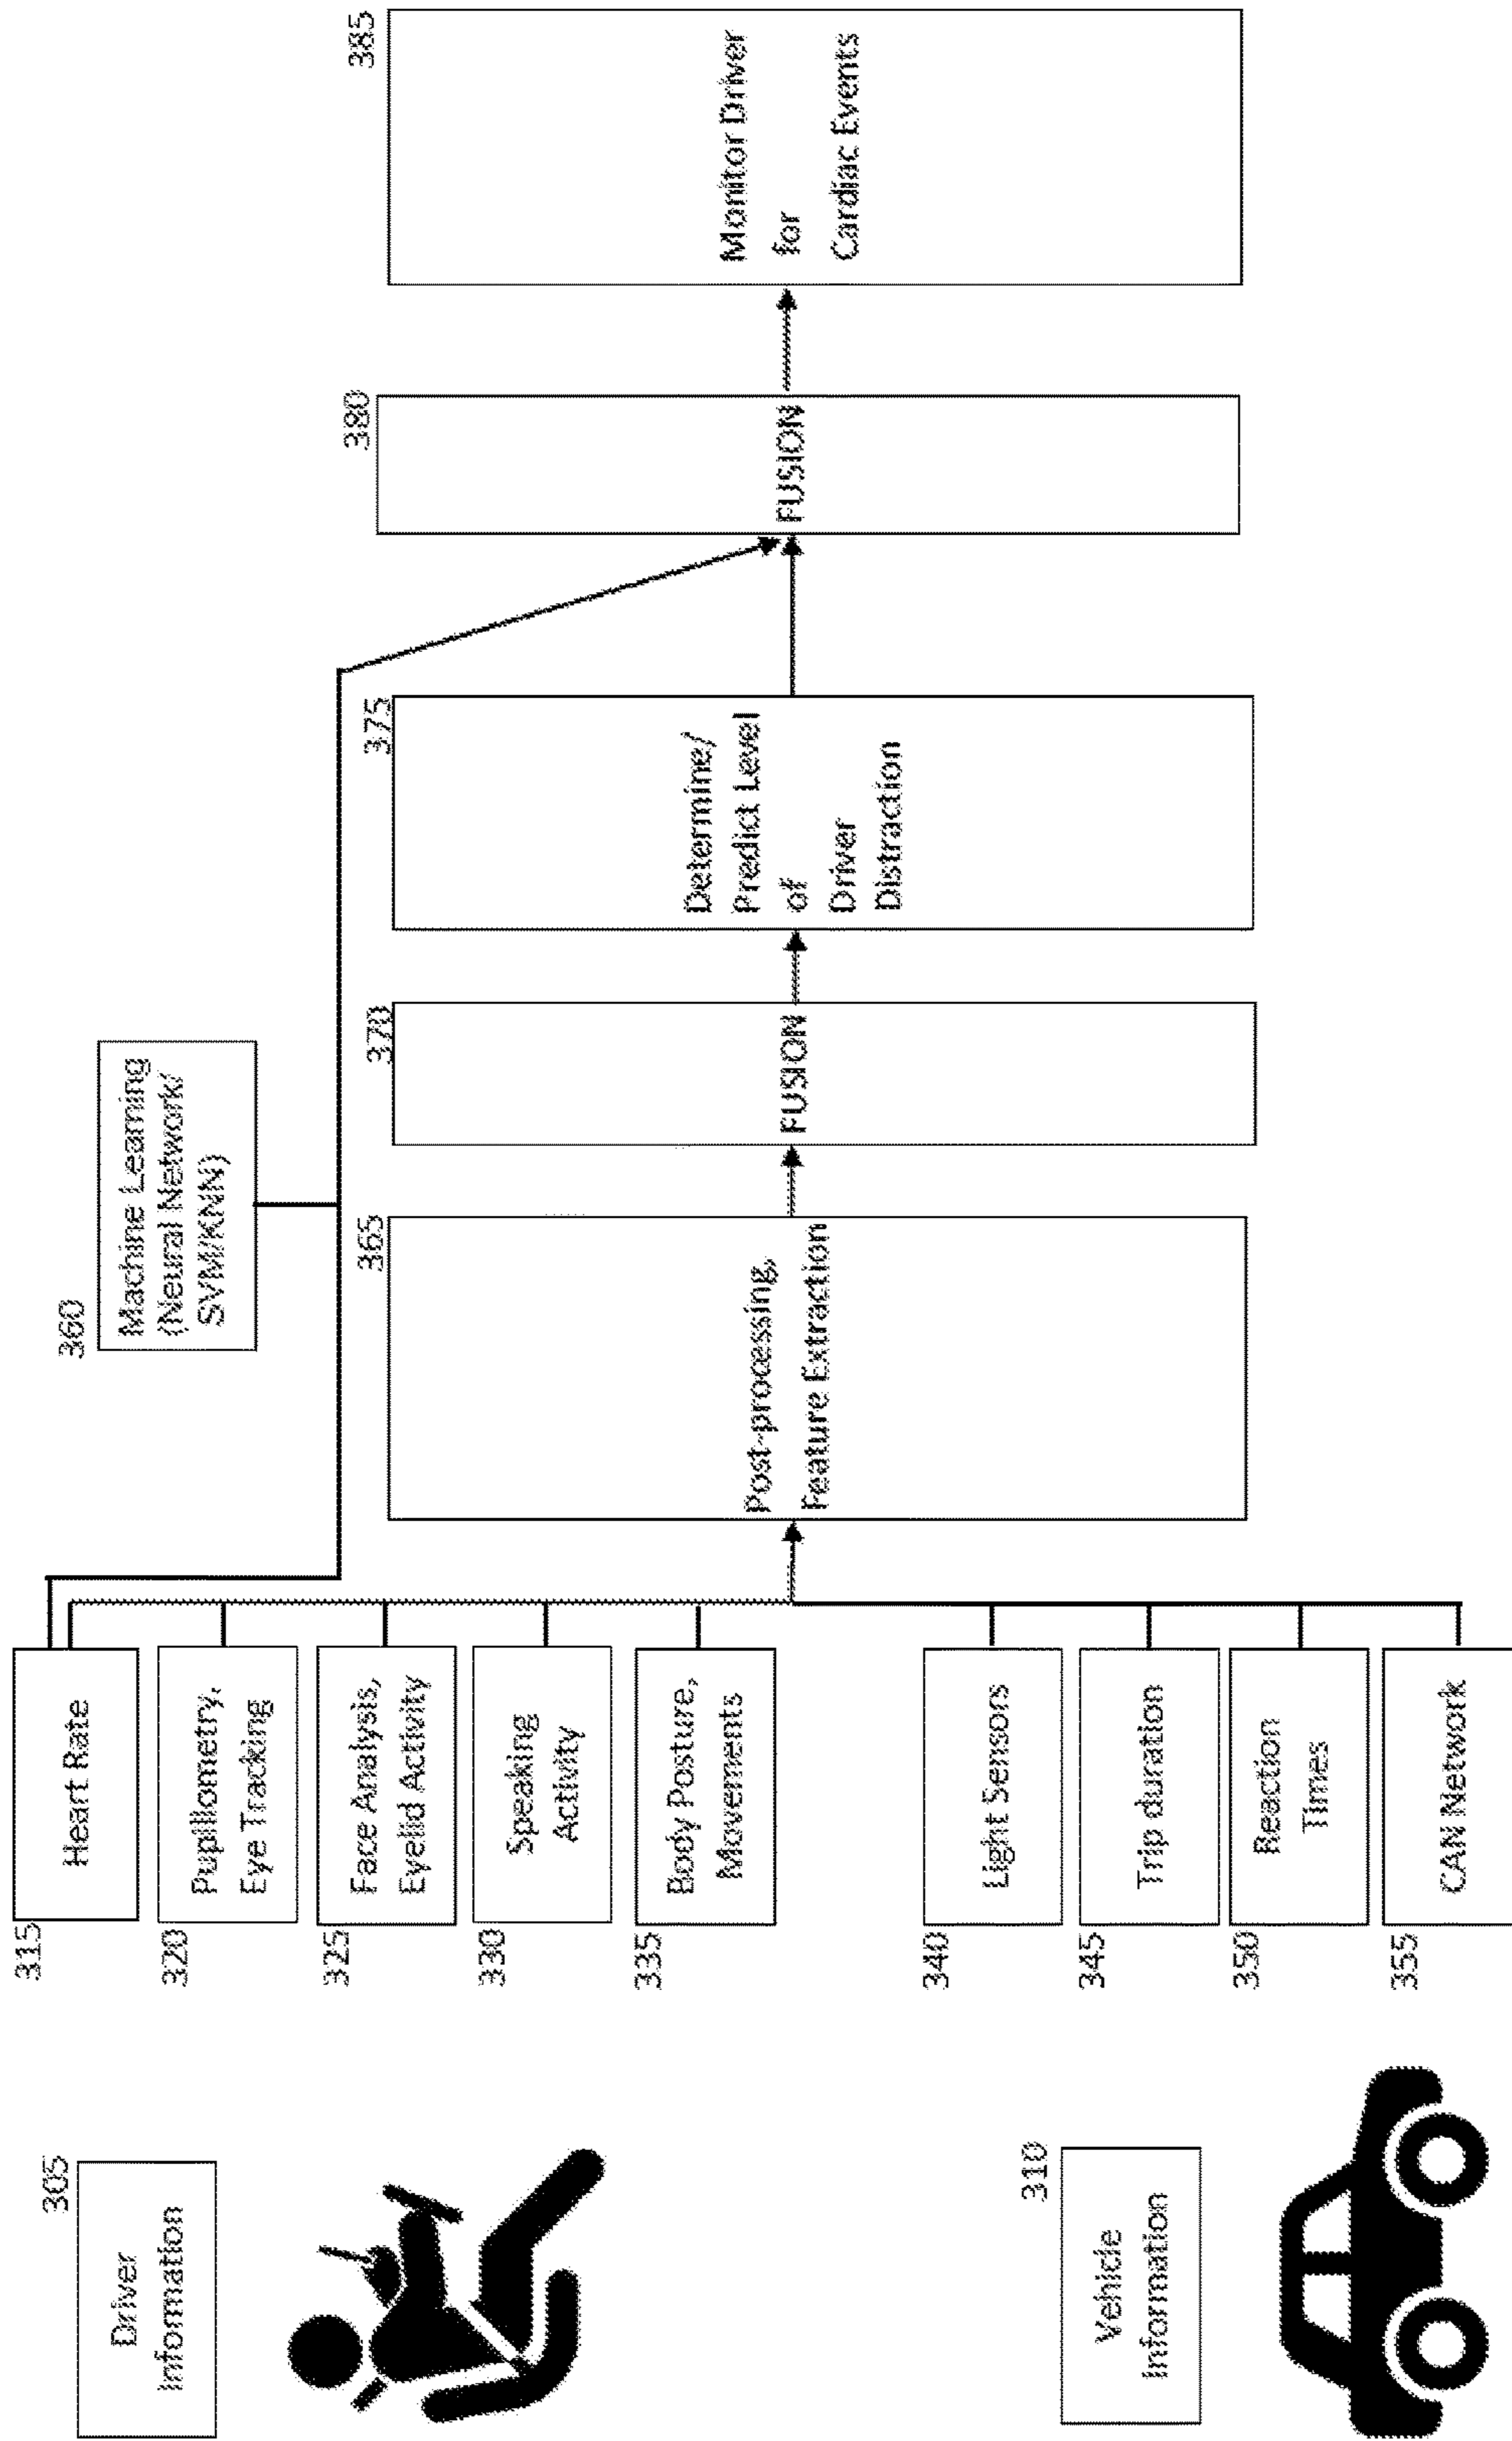 305
Driver
Information
310
Vehicle
Information
315
Heart Rate
320
Pupillometry,
Eye Tracking
325
Face Analysis,
Eyelid Activity
330
Speaking
Activity
335
Body Posture,
Movements
340
Light Sensors
345
Trip duration
350
Reaction
Times
355
CAN Network
360
Machine Learning
(Neural Network/
SVM/KNN)
365
Post-processing,
Feature Extraction
370
FUSION
375
Determine/
Predict Level
of
Driver
Distraction
380
FUSION
385
Monitor Driver
for
Cardiac Events